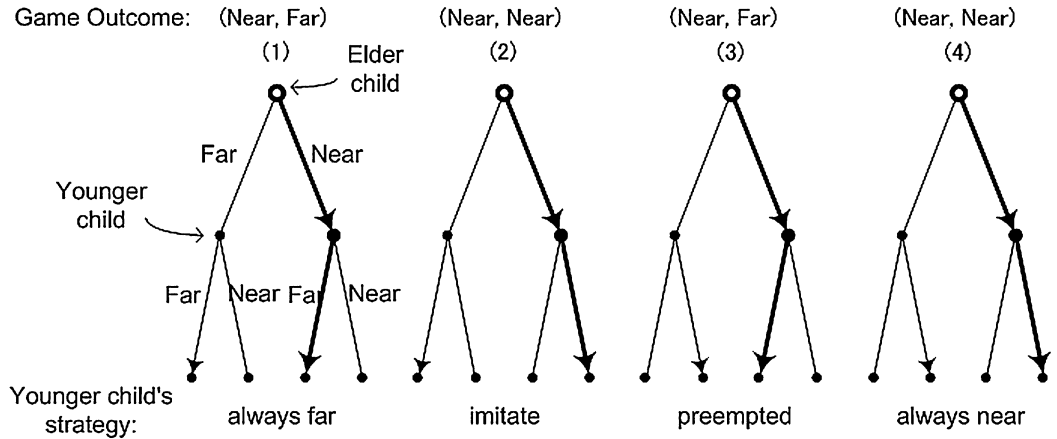 Game Outcome: (Near, Far) (Near, Near) (Near, Far) (Near, Near)
(1) (2) (3) (4)
Elder
child
Far Near
Younger
child
Far Near Far Near
Younger child's
strategy: always far imitate preempted always near